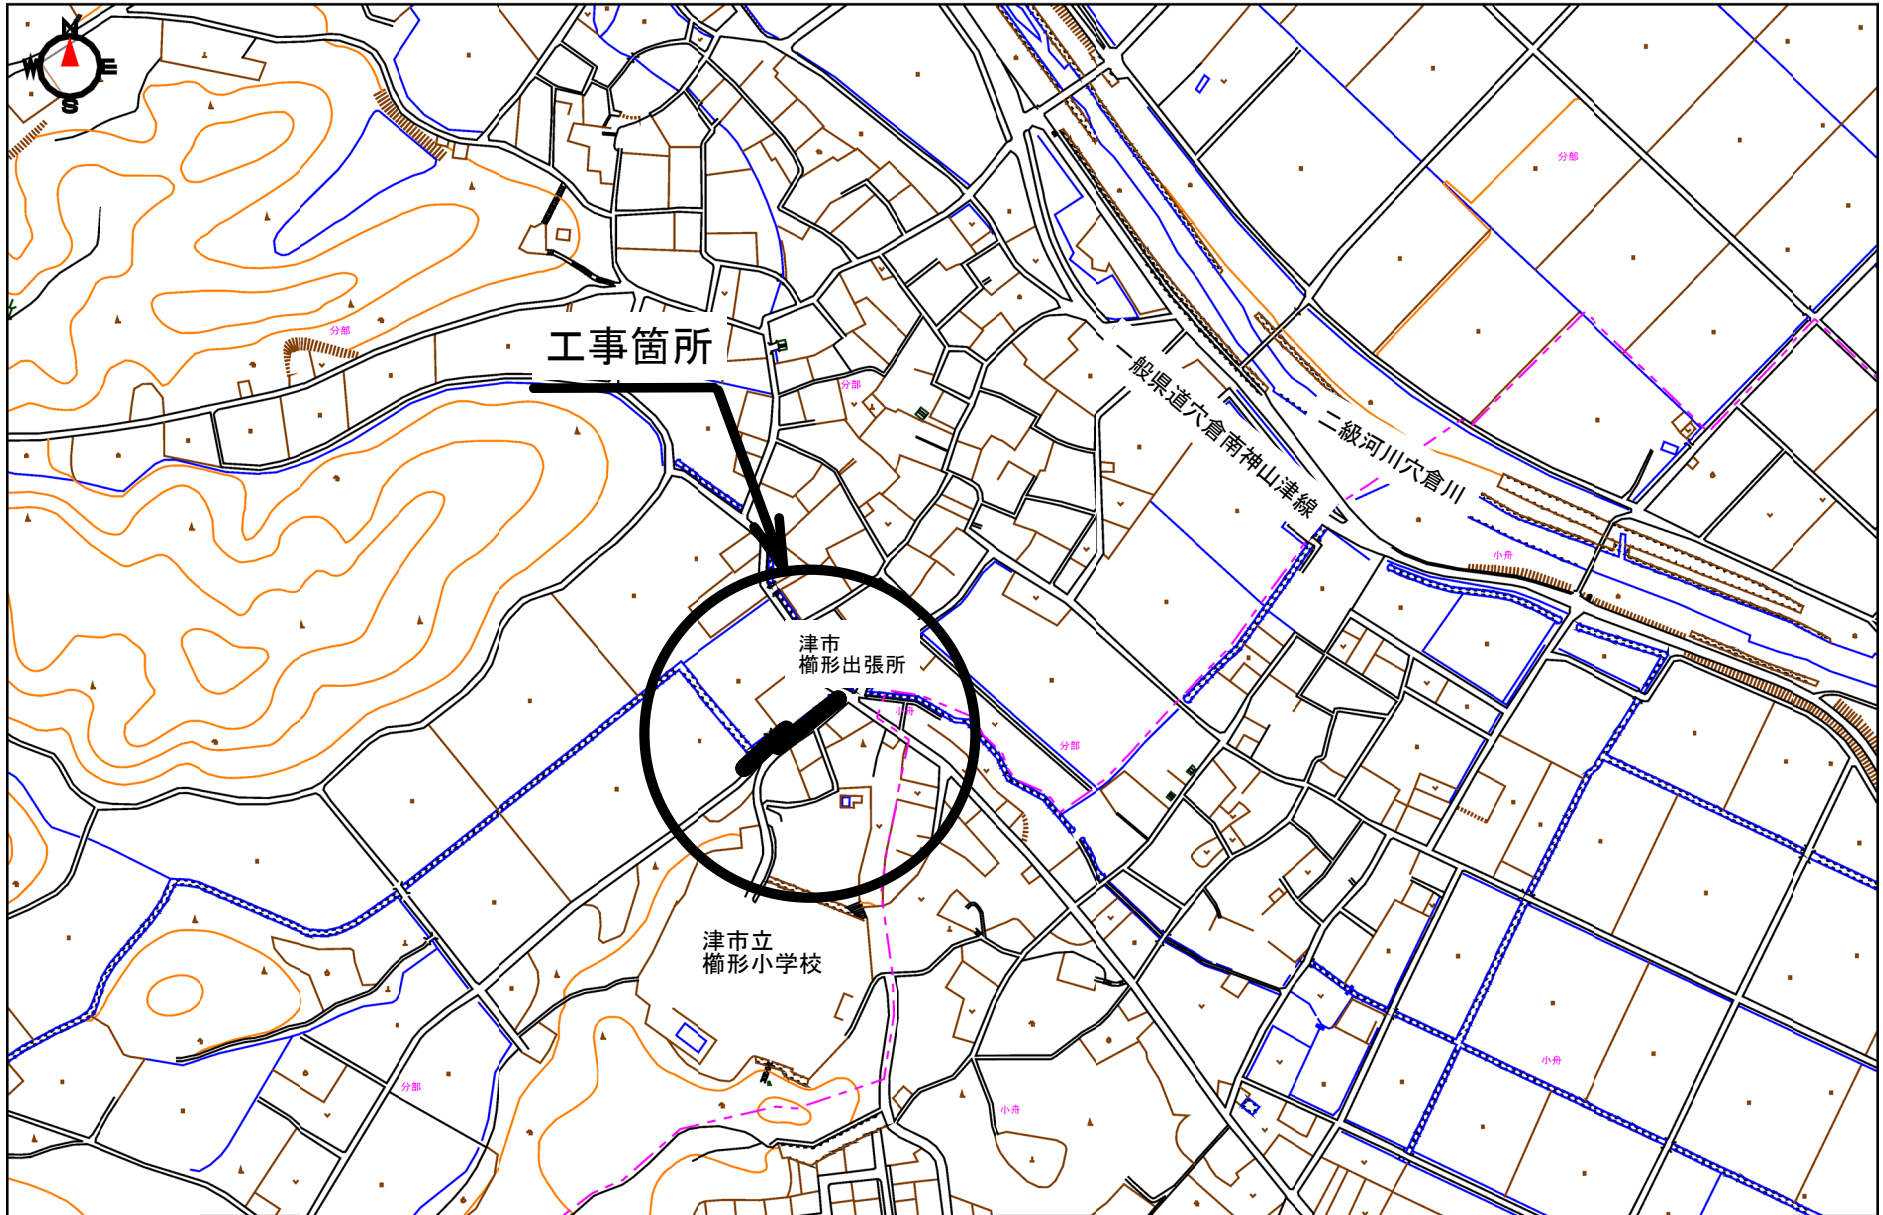 N
W
E
S
分部
分部
工事箇所
分部
一般県道穴倉南神山津線
二級河川穴倉川
小舟
津市
櫛形出張所
小舟
分部
津市立
櫛形小学校
分部
小舟
小舟